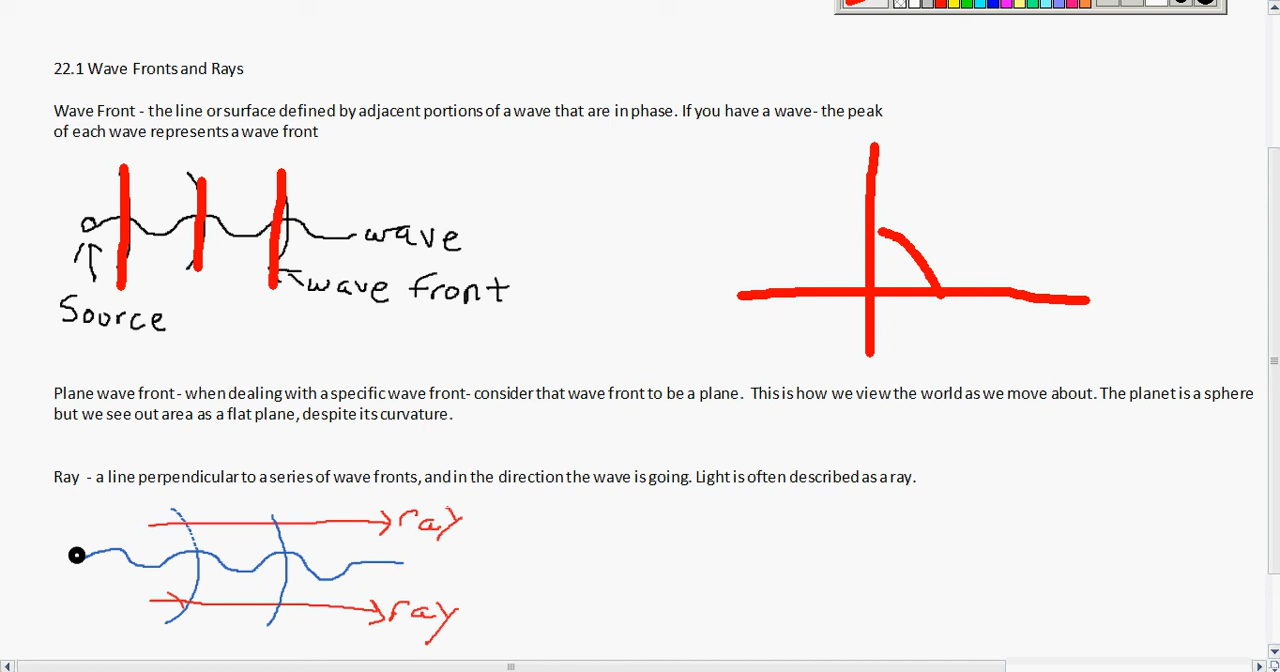 22.1 Wave Fronts and Rays
Wave Front - the line or surface defined by adjacent portions of a wave that are in phase. If you have a wave- the peak
of each wave represents a wave front
wave
wave front
Source
Plane wave front- when dealing with a specific wave front- consider that wave front to be a plane. This is how we view the world as we move about. The planet is a sphere
but we see out area as a flat plane, despite its curvature.
Ray - a line perpendicular to a series of wave fronts, and in the direction the wave is going. Light is often described as a ray.
ray
ray